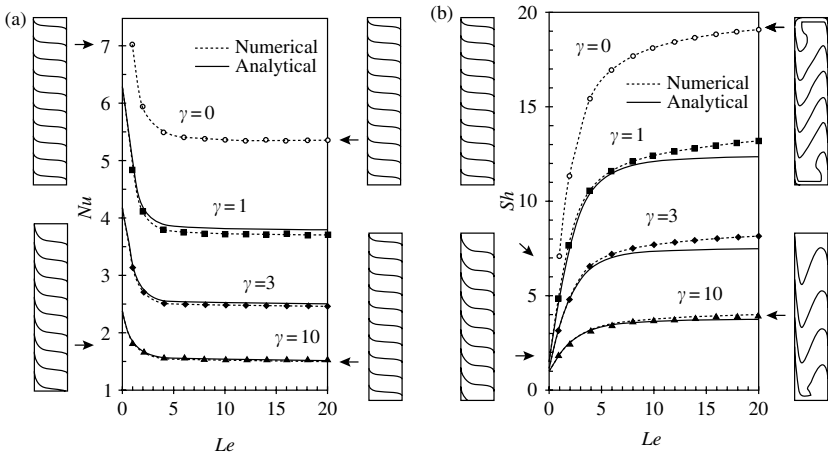 (a)
7
6
5
4
3
2
1
Nu
0 5 10 15 20
Le
Numerical
Analytical
γ = 0
γ = 1
γ = 3
γ = 10
(b)
20
15
10
5
0
Sh
0 5 10 15 20
Le
γ = 0
Numerical
Analytical
γ = 1
γ = 3
γ = 10